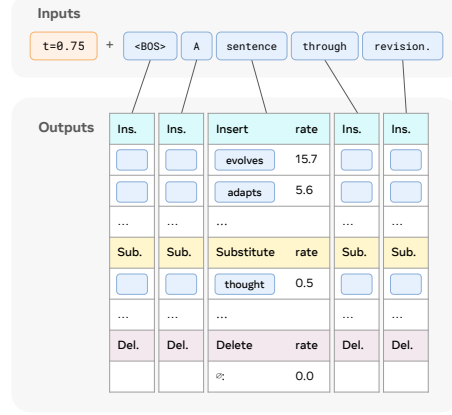 Inputs
t=0.75 + <BOS> A sentence through revision.
Outputs
Ins. Ins. Insert rate Ins. Ins.
evolves 15.7
adapts 5.6
... ... ... ... ...
Sub. Sub. Substitute rate Sub. Sub.
thought 0.5
... ... ... ... ...
Del. Del. Delete rate Del. Del.
∅: 0.0